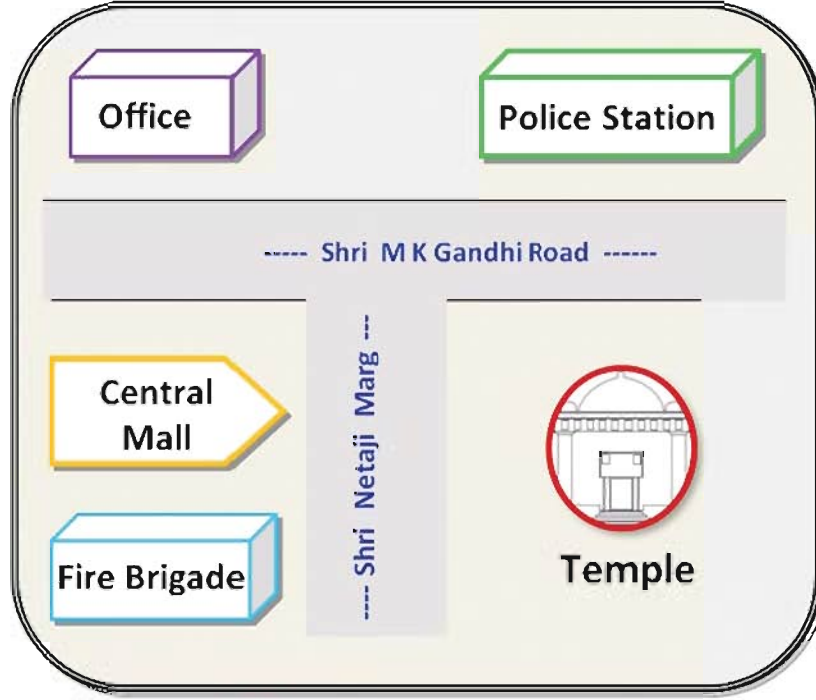 Office
Police Station
----- Shri M K Gandhi Road ------
Central
Mall
---- Shri Netaji Marg ---
Fire Brigade
Temple